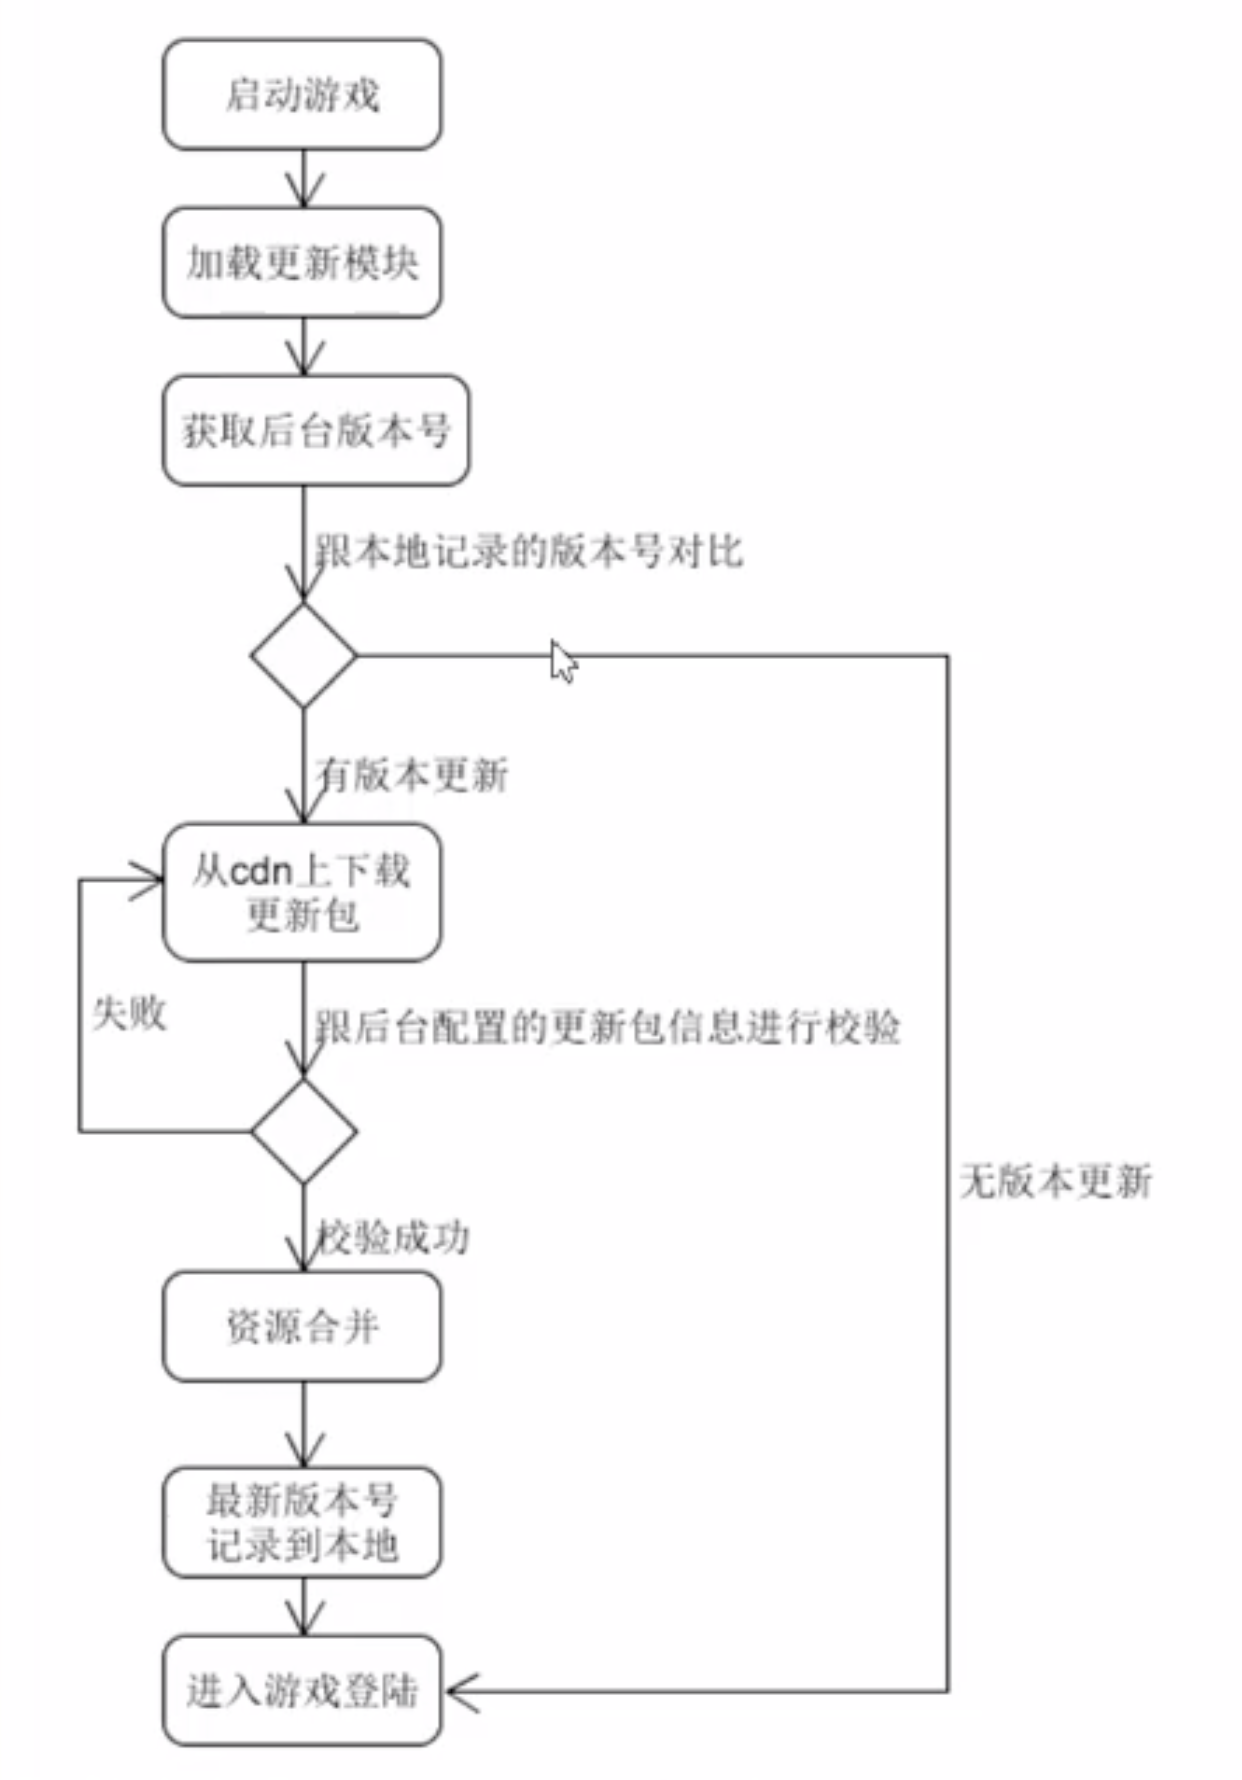 启动游戏
加载更新模块
获取后台版本号
跟本地记录的版本号对比
有版本更新
从cdn上下载
更新包
失败
跟后台配置的更新包信息进行校验
无版本更新
校验成功
资源合并
最新版本号
记录到本地
进入游戏登陆